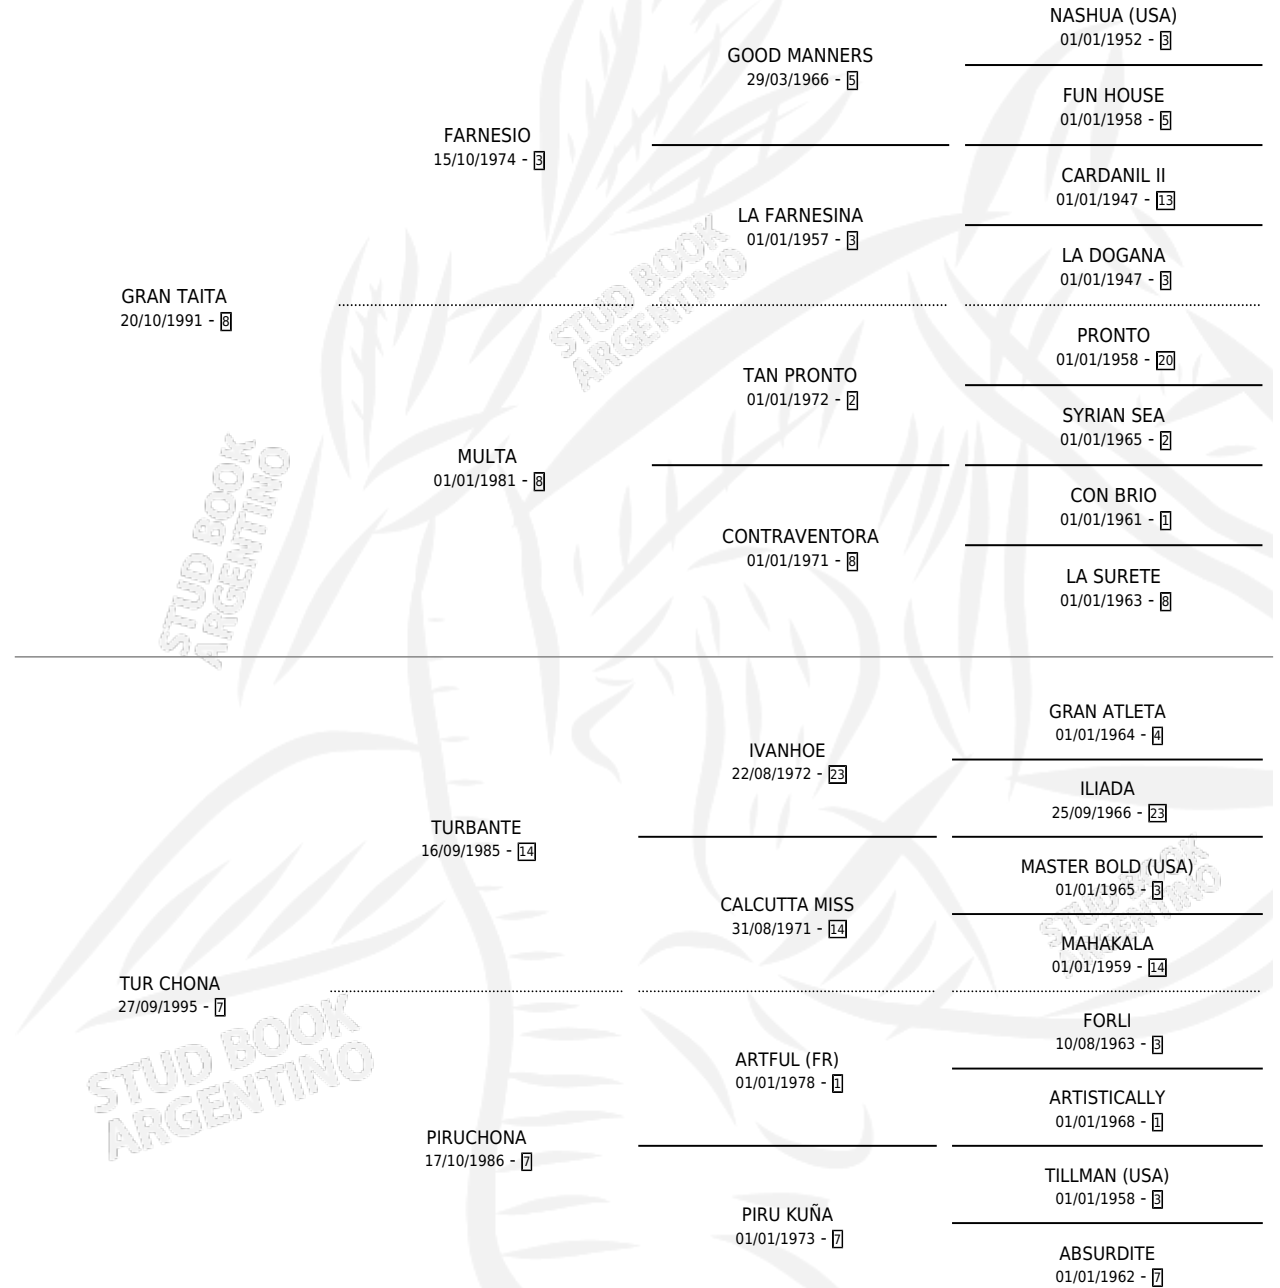 NASHUA (USA)
01/01/1952 - 3
GOOD MANNERS
29/03/1966 - 5
FUN HOUSE
01/01/1958 - 5
FARNESIO
15/10/1974 - 3
CARDANIL II
01/01/1947 - 13
LA FARNESINA
01/01/1957 - 3
LA DOGANA
01/01/1947 - 3
GRAN TAITA
20/10/1991 - 8
PRONTO
01/01/1958 - 20
TAN PRONTO
01/01/1972 - 2
SYRIAN SEA
01/01/1965 - 2
MULTA
01/01/1981 - 8
CON BRIO
01/01/1961 - 1
CONTRAVENTORA
01/01/1971 - 8
LA SURETE
01/01/1963 - 8
GRAN ATLETA
01/01/1964 - 4
IVANHOE
22/08/1972 - 23
ILIADA
25/09/1966 - 23
TURBANTE
16/09/1985 - 14
MASTER BOLD (USA)
01/01/1965 - 3
CALCUTTA MISS
31/08/1971 - 14
MAHAKALA
01/01/1959 - 14
TUR CHONA
27/09/1995 - 7
FORLI
10/08/1963 - 3
ARTFUL (FR)
01/01/1978 - 1
ARTISTICALLY
01/01/1968 - 1
PIRUCHONA
17/10/1986 - 7
TILLMAN (USA)
01/01/1958 - 3
PIRU KUÑA
01/01/1973 - 7
ABSURDITE
01/01/1962 - 7
STUD BOOK
ARGENTINO
STUD BOOK
ARGENTINO
STUD BOOK
ARGENTINO
STUD BOOK
ARGENTINO